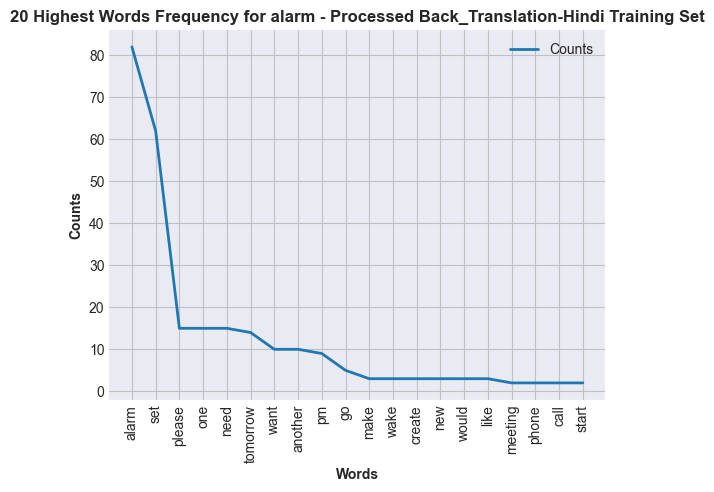 20 Highest Words Frequency for alarm - Processed Back_Translation-Hindi Training Set
Counts
80
70
60
50
40
30
20
10
0
Counts
alarm
set
please
one
need
tomorrow
want
another
pm
go
make
wake
create
new
would
like
meeting
phone
call
start
Words